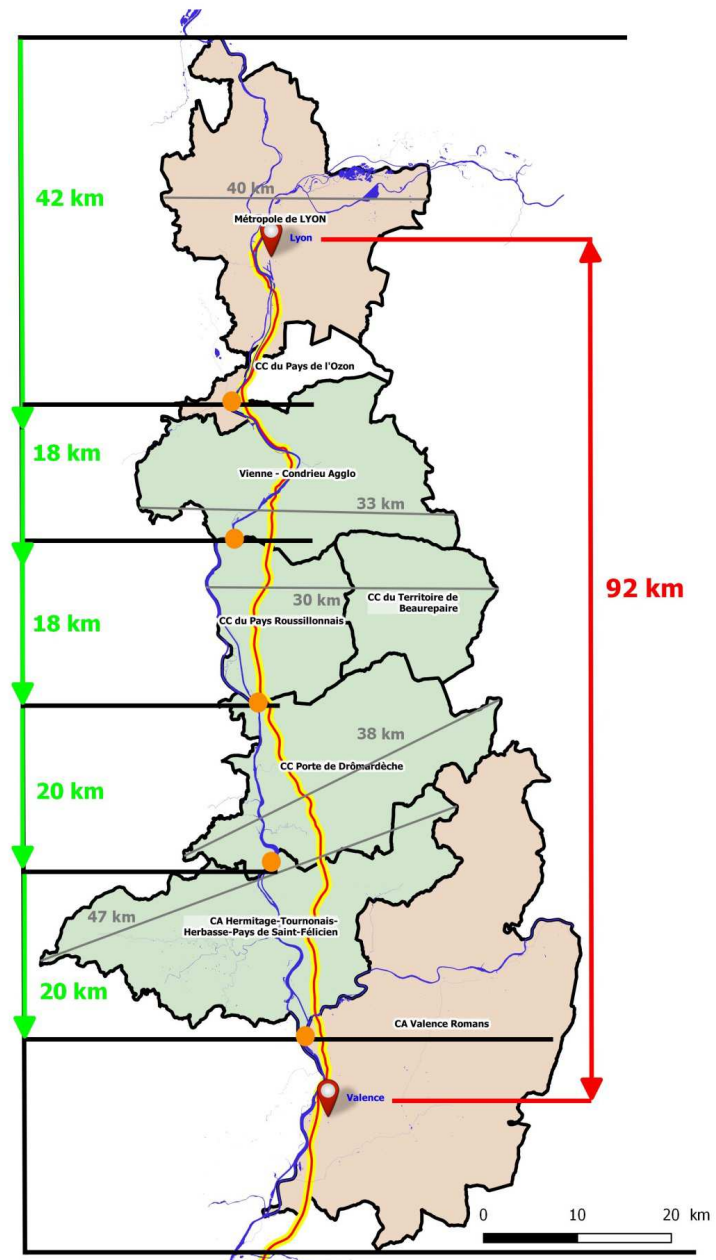 42 km
40 km
Métropole de LYON
Lyon
CC du Pays de l'Ozon
18 km
Vienne - Condrieu Agglo
33 km
18 km
30 km
CC du Territoire de
Beaurepaire
CC du Pays Roussillonnais
92 km
38 km
CC Porte de Drômardèche
20 km
47 km
CA Hermitage-Tournonais-
Herbasse-Pays de Saint-Félicien
20 km
CA Valence Romans
Valence
0 10 20 km